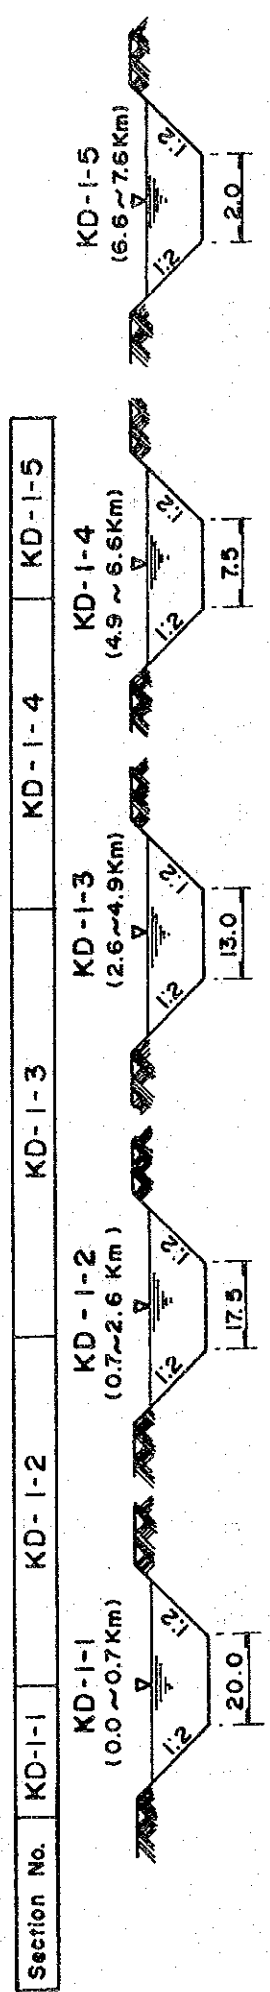 Section No. KD-1-1 KD-1-2 KD-1-3 KD-1-4 KD-1-5
KD-1-1
(0.0~0.7Km)
1:2 1:2
20.0
KD-1-2
(0.7~2.6 Km)
1:2 1:2
17.5
KD-1-3
(2.6~4.9Km)
1:2 1:2
13.0
KD-1-4
(4.9~6.6Km)
1:2 1:2
7.5
KD-1-5
(6.6~7.6Km)
1:2 1:2
2.0